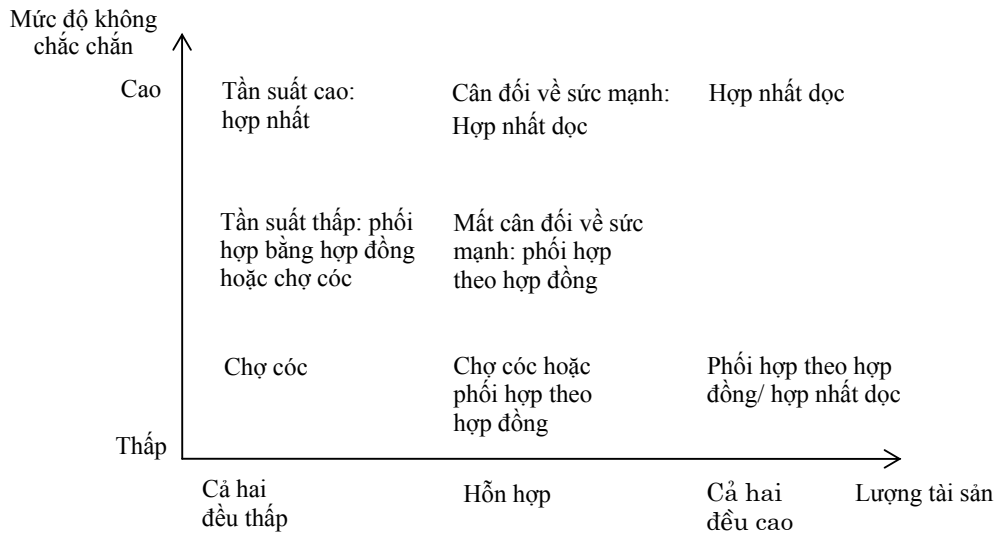 Mức độ không
chắc chắn
Cao
Tần suất cao:
hợp nhất
Cân đối về sức mạnh:
Hợp nhất dọc
Hợp nhất dọc
Tần suất thấp: phối
hợp bằng hợp đồng
hoặc chợ cóc
Mất cân đối về sức
mạnh: phối hợp
theo hợp đồng
Chợ cóc
Chợ cóc hoặc
phối hợp theo
hợp đồng
Phối hợp theo hợp
đồng/ hợp nhất dọc
Thấp
Cả hai
đều thấp
Hỗn hợp
Cả hai
đều cao
Lượng tài sản